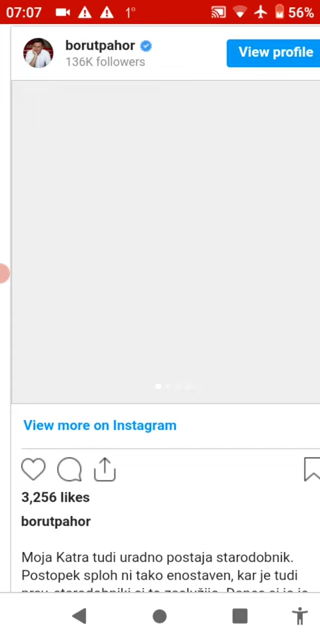 07:07 1° 56%
borutpahor
136K followers
View profile
View more on Instagram
3,256 likes
borutpahor
Moja Katra tudi uradno postaja starodobnik.
Postopek sploh ni tako enostaven, kar je tudi